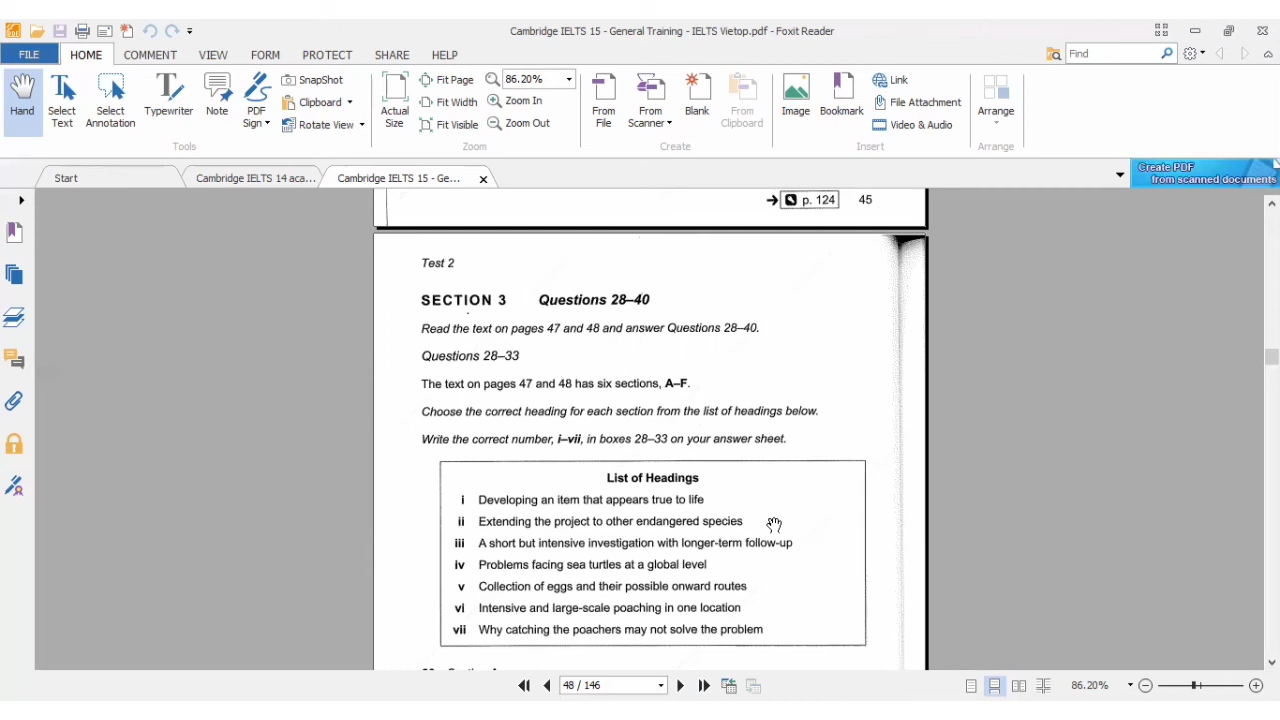 Cambridge IELTS 15 - General Training - IELTS Vietop.pdf - Foxit Reader
FILE HOME COMMENT VIEW FORM PROTECT SHARE HELP Find
Hand Select Text Select Annotation Typewriter Note PDF Sign SnapShot Clipboard Rotate View Actual Size Fit Page Fit Width Fit Visible 86.20% Zoom In Zoom Out From File From Scanner Blank From Clipboard Image Bookmark Link File Attachment Video & Audio Arrange
Tools Zoom Create Insert Arrange
Start Cambridge IELTS 14 aca... Cambridge IELTS 15 - Ge... Create PDF
from scanned documents
p. 124 45
Test 2
SECTION 3 Questions 28–40
Read the text on pages 47 and 48 and answer Questions 28–40.
Questions 28–33
The text on pages 47 and 48 has six sections, A–F.
Choose the correct heading for each section from the list of headings below.
Write the correct number, i–vii, in boxes 28–33 on your answer sheet.
List of Headings
i Developing an item that appears true to life
ii Extending the project to other endangered species
iii A short but intensive investigation with longer-term follow-up
iv Problems facing sea turtles at a global level
v Collection of eggs and their possible onward routes
vi Intensive and large-scale poaching in one location
vii Why catching the poachers may not solve the problem
48 / 146 86.20%